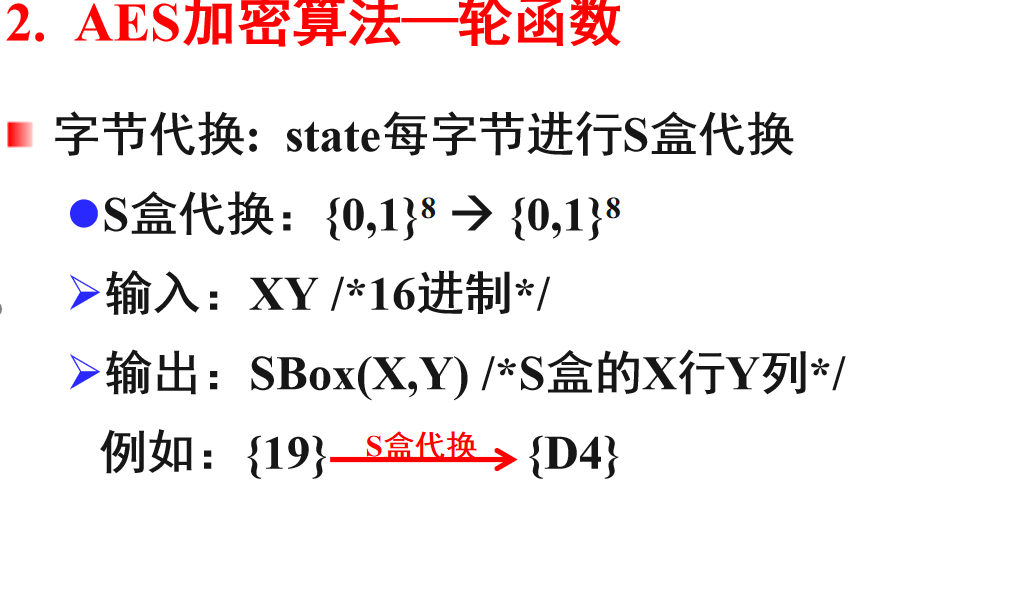 2. AES加密算法—轮函数
字节代换: state每字节进行S盒代换
S盒代换：{0,1}⁸ → {0,1}⁸
输入：XY /*16进制*/
输出：SBox(X,Y) /*S盒的X行Y列*/
例如：{19} S盒代换 {D4}